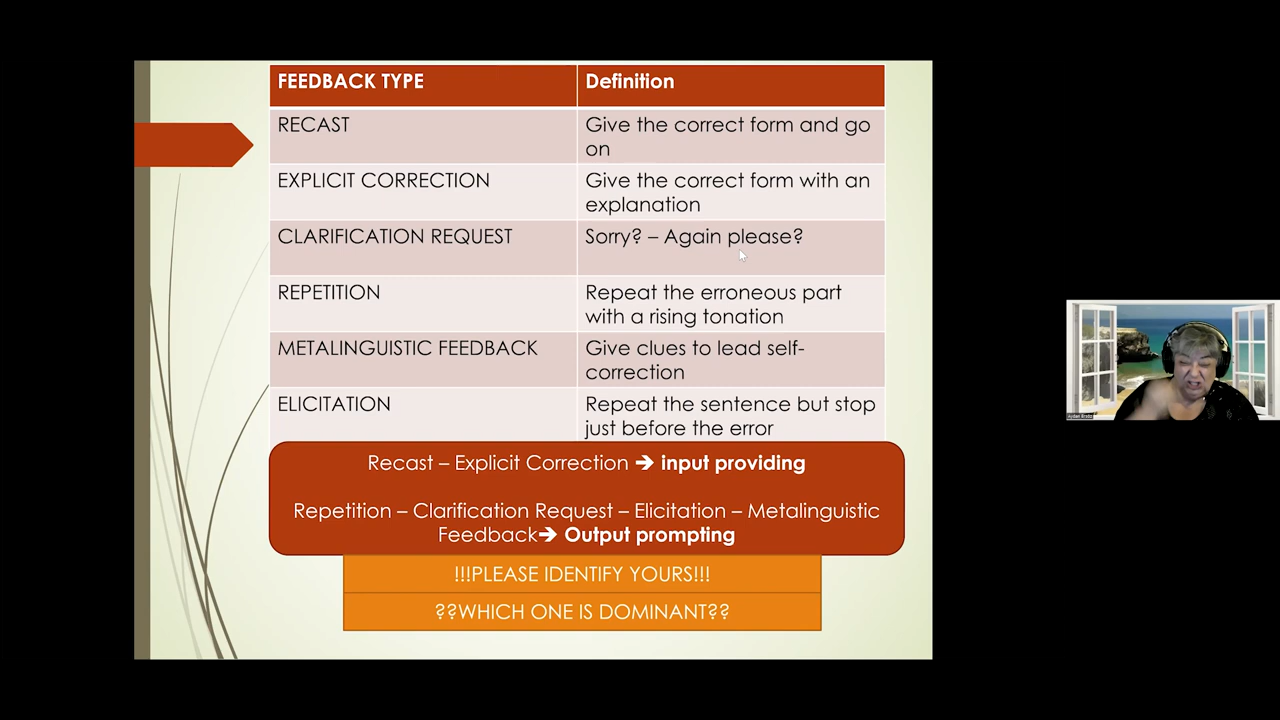 FEEDBACK TYPE
Definition
RECAST
Give the correct form and go
on
EXPLICIT CORRECTION
Give the correct form with an
explanation
CLARIFICATION REQUEST
Sorry? – Again please?
REPETITION
Repeat the erroneous part
with a rising tonation
METALINGUISTIC FEEDBACK
Give clues to lead self-
correction
ELICITATION
Repeat the sentence but stop
just before the error
Recast – Explicit Correction ➔ input providing
Repetition – Clarification Request – Elicitation – Metalinguistic
Feedback➔ Output prompting
!!!PLEASE IDENTIFY YOURS!!!
??WHICH ONE IS DOMINANT??